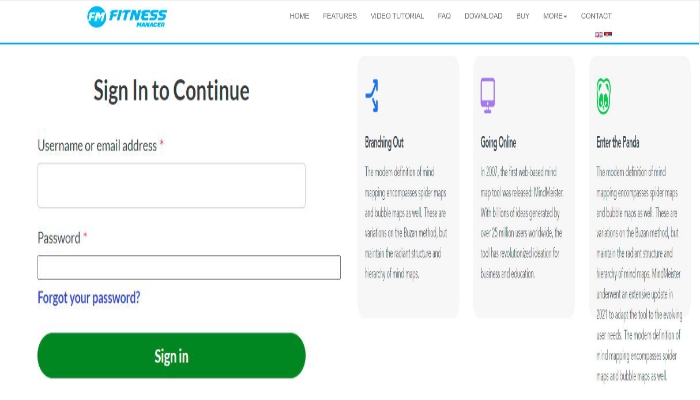 FM FITNESS
MANAGER
HOME FEATURES VIDEO TUTORIAL FAQ DOWNLOAD BUY MORE CONTACT
Sign In to Continue
Username or email address *
Password *
Forgot your password?
Sign in
Branching Out
The modern definition of mind
mapping encompasses spider maps
and bubble maps as well. These are
variations on the Buzan method, but
maintain the radiant structure and
hierarchy of mind maps.
Going Online
In 2007, the first web-based mind
map tool was released: MindMeister.
With billions of ideas generated by
over 25 million users worldwide, the
tool has revolutionized ideation for
business and education.
Enter the Panda
The modern definition of mind
mapping encompasses spider maps
and bubble maps as well. These are
variations on the Buzan method, but
maintain the radiant structure and
hierarchy of mind maps. MindMeister
underwent an extensive update in
2021 to adapt the tool to the evolving
user needs. The modern definition of
mind mapping encompasses spider
maps and bubble maps as well.